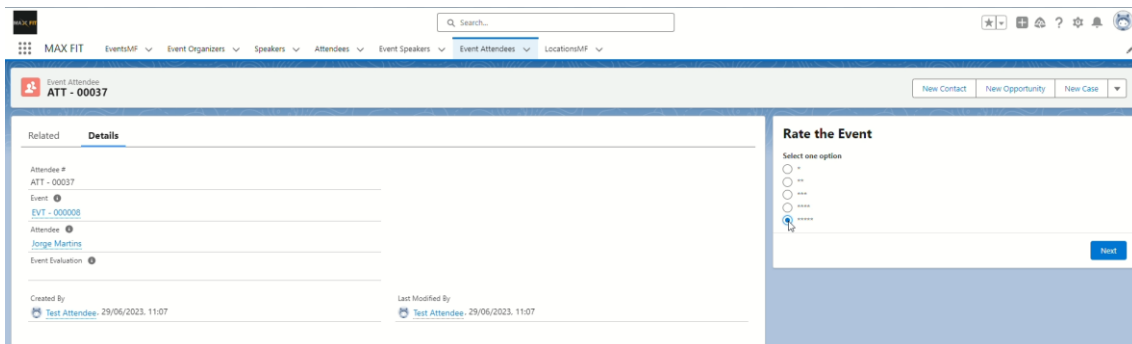 MAX FIT
Search...
MAX FIT
EventsMF
Event Organizers
Speakers
Attendees
Event Speakers
Event Attendees
LocationsMF
Event Attendee
ATT - 00037
New Contact
New Opportunity
New Case
Related
Details
Attendee #
ATT - 00037
Event
EVT - 000008
Attendee
Jorge Martins
Event Evaluation
Created By
Test Attendee, 29/06/2023, 11:07
Last Modified By
Test Attendee, 29/06/2023, 11:07
Rate the Event
Select one option
*
**
***
****
*****
Next